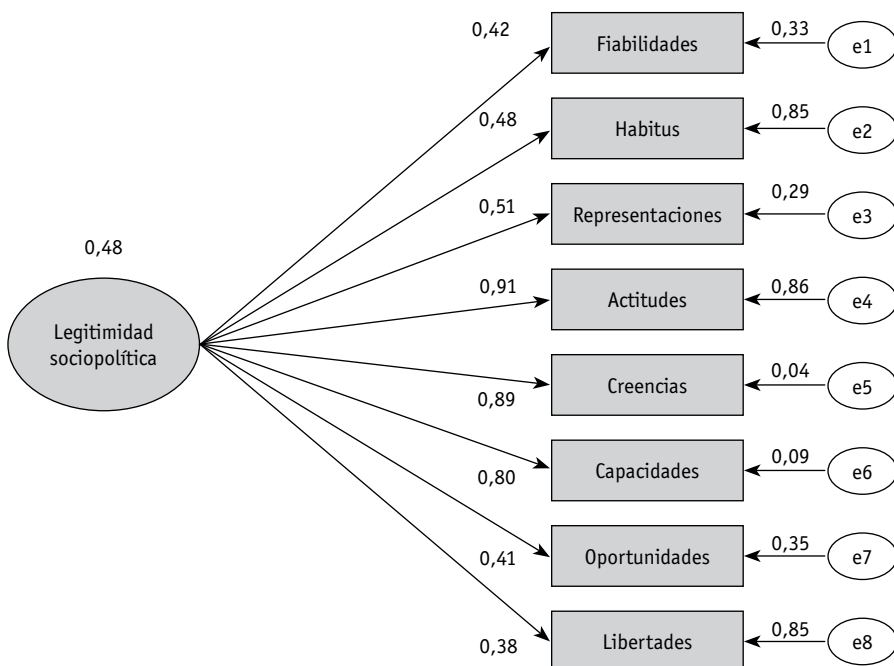 0,42
Fiabilidades
0,33
e1
0,48
Habitus
0,85
e2
0,51
Representaciones
0,29
e3
0,48
0,91
Actitudes
0,86
e4
Legitimidad
sociopolítica
0,89
Creencias
0,04
e5
0,80
Capacidades
0,09
e6
0,41
Oportunidades
0,35
e7
0,38
Libertades
0,85
e8